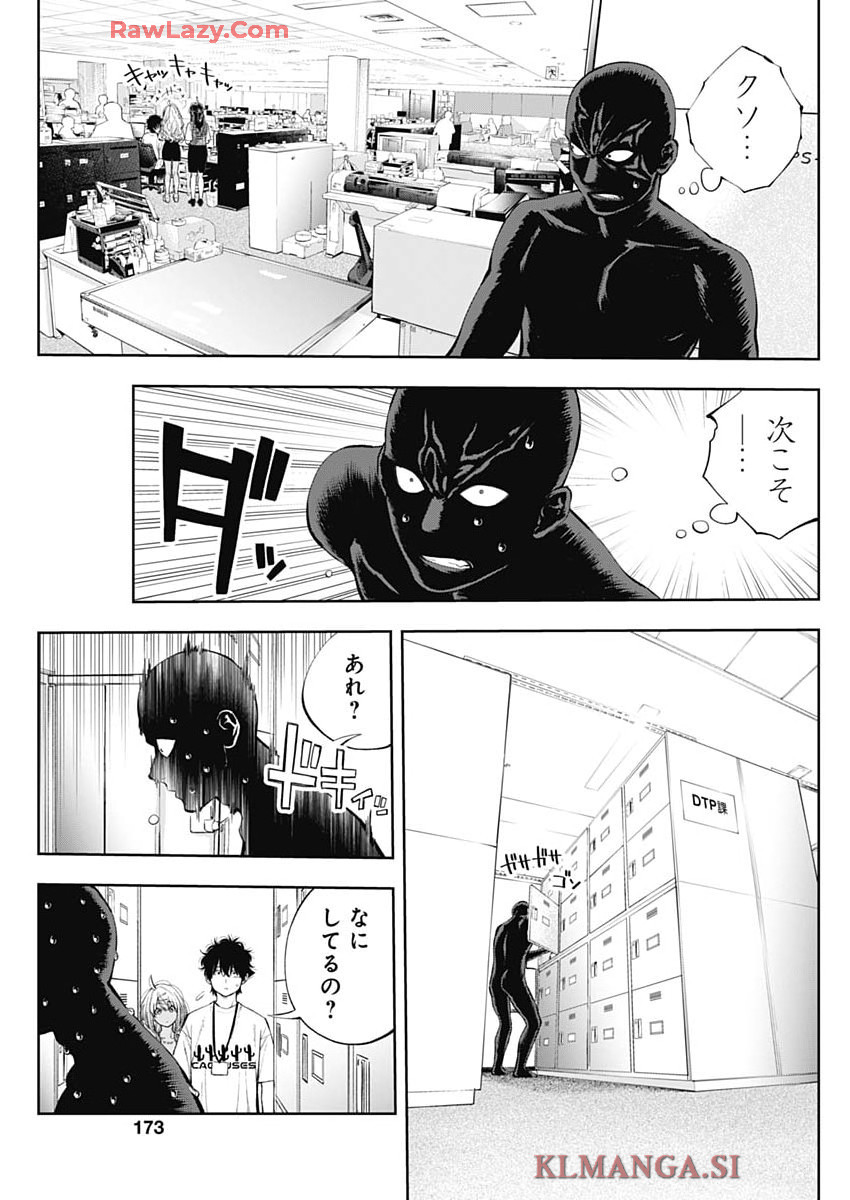 RawLazy.Com
クソ…
キャッキャキャッ
PS-
次こそ
―…
ダッ
DTP課
ガサガサ
ゴン
あれ?
ドキィッ
なに
してるの?
CACTUSES
173
KLMANGA.SI